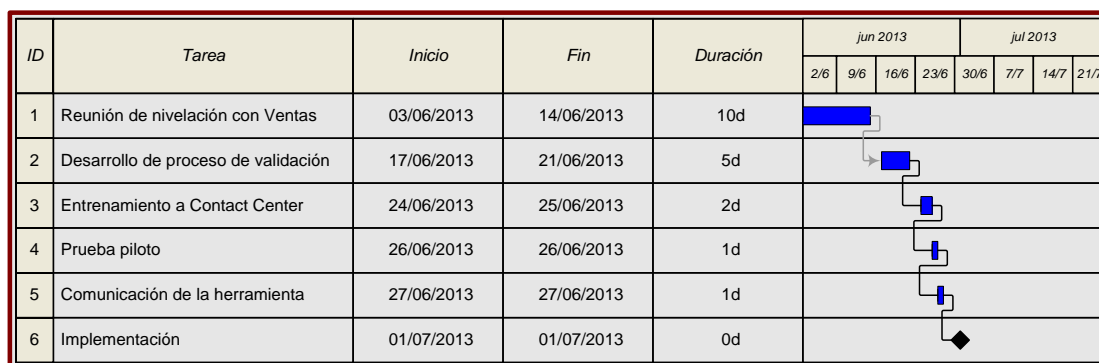 ID Tarea Inicio Fin Duración jun 2013 jul 2013
2/6 9/6 16/6 23/6 30/6 7/7 14/7 21/7
1 Reunión de nivelación con Ventas 03/06/2013 14/06/2013 10d
2 Desarrollo de proceso de validación 17/06/2013 21/06/2013 5d
3 Entrenamiento a Contact Center 24/06/2013 25/06/2013 2d
4 Prueba piloto 26/06/2013 26/06/2013 1d
5 Comunicación de la herramienta 27/06/2013 27/06/2013 1d
6 Implementación 01/07/2013 01/07/2013 0d